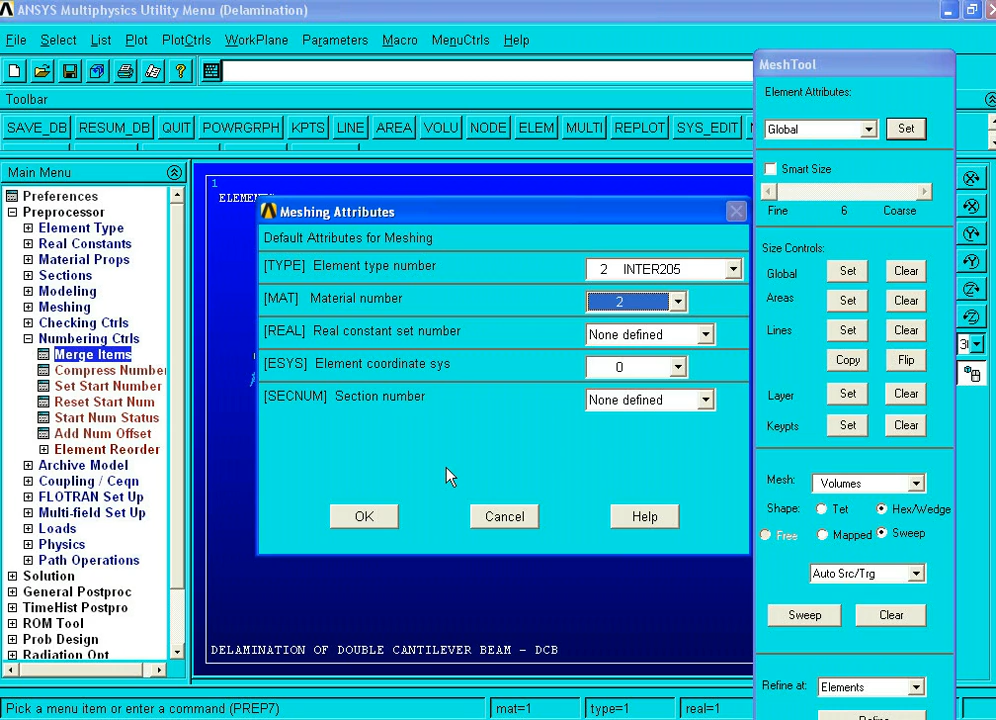 ANSYS Multiphysics Utility Menu (Delamination)
File Select List Plot PlotCtrls WorkPlane Parameters Macro MenuCtrls Help
Toolbar
SAVE_DB RESUM_DB QUIT POWRGRPH KPTS LINE AREA VOLU NODE ELEM MULTI REPLOT SYS_EDIT
Main Menu
Preferences
Preprocessor
Element Type
Real Constants
Material Props
Sections
Modeling
Meshing
Checking Ctrls
Numbering Ctrls
Merge Items
Compress Number
Set Start Number
Reset Start Num
Start Num Status
Add Num Offset
Element Reorder
Archive Model
Coupling / Ceqn
FLOTRAN Set Up
Multi-field Set Up
Loads
Physics
Path Operations
Solution
General Postproc
TimeHist Postpro
ROM Tool
Prob Design
Radiation Opt
1
ELEMEN
Meshing Attributes
Default Attributes for Meshing
[TYPE] Element type number 2 INTER205
[MAT] Material number 2
[REAL] Real constant set number None defined
[ESYS] Element coordinate sys 0
[SECNUM] Section number None defined
OK Cancel Help
DELAMINATION OF DOUBLE CANTILEVER BEAM - DCB
MeshTool
Element Attributes:
Global Set
Smart Size
Fine 6 Coarse
Size Controls:
Global Set Clear
Areas Set Clear
Lines Set Clear
Copy Flip
Layer Set Clear
Keypts Set Clear
Mesh: Volumes
Shape: Tet Hex/Wedge
Free Mapped Sweep
Auto Src/Trg
Sweep Clear
Refine at: Elements
Refine
Pick a menu item or enter a command (PREP7) mat=1 type=1 real=1